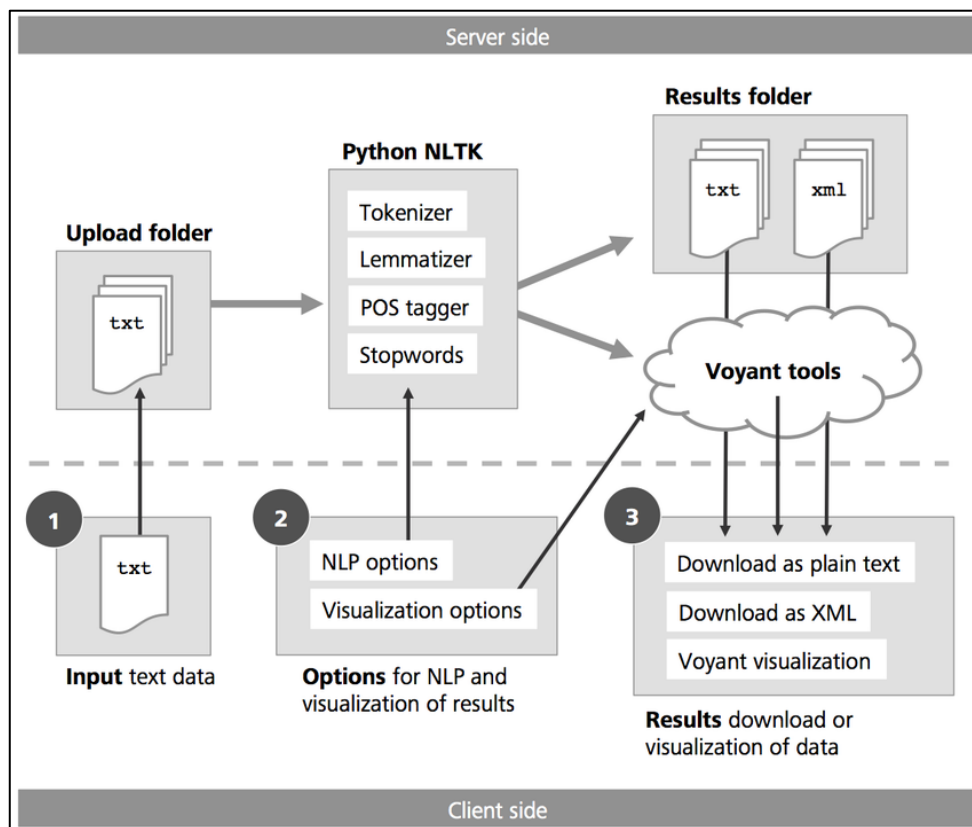 Server side
Results folder
txt
xml
Python NLTK
Tokenizer
Lemmatizer
POS tagger
Stopwords
Upload folder
txt
Voyant tools
1
txt
Input text data
2
NLP options
Visualization options
Options for NLP and
visualization of results
3
Download as plain text
Download as XML
Voyant visualization
Results download or
visualization of data
Client side